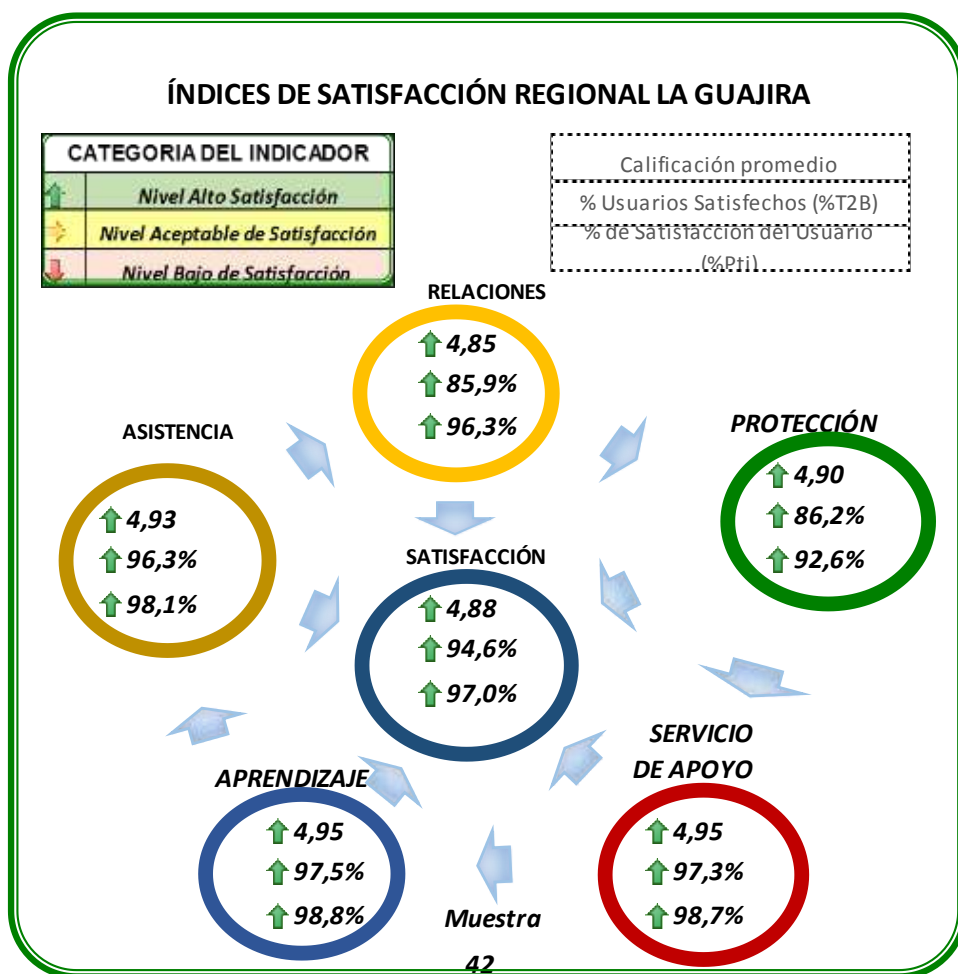 ÍNDICES DE SATISFACCIÓN REGIONAL LA GUAJIRA
CATEGORIA DEL INDICADOR
Nivel Alto Satisfacción
Nivel Aceptable de Satisfacción
Nivel Bajo de Satisfacción
Calificación promedio
% Usuarios Satisfechos (%T2B)
% de Satisfacción del Usuario
(%Pti)
RELACIONES
4,85
85,9%
96,3%
ASISTENCIA
4,93
96,3%
98,1%
PROTECCIÓN
4,90
86,2%
92,6%
SATISFACCIÓN
4,88
94,6%
97,0%
APRENDIZAJE
4,95
97,5%
98,8%
SERVICIO
DE APOYO
4,95
97,3%
98,7%
Muestra
42